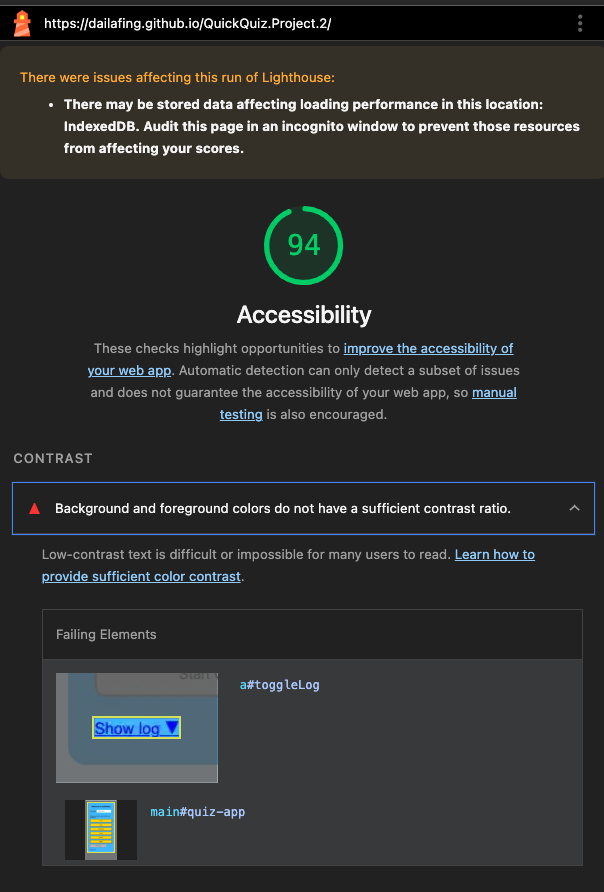 https://dailafing.github.io/QuickQuiz.Project.2/
There were issues affecting this run of Lighthouse:
• There may be stored data affecting loading performance in this location:
IndexedDB. Audit this page in an incognito window to prevent those resources
from affecting your scores.
94
Accessibility
These checks highlight opportunities to improve the accessibility of
your web app. Automatic detection can only detect a subset of issues
and does not guarantee the accessibility of your web app, so manual
testing is also encouraged.
CONTRAST
Background and foreground colors do not have a sufficient contrast ratio.
Low-contrast text is difficult or impossible for many users to read. Learn how to
provide sufficient color contrast.
Failing Elements
Start
a#toggleLog
Show log ▼
main#quiz-app